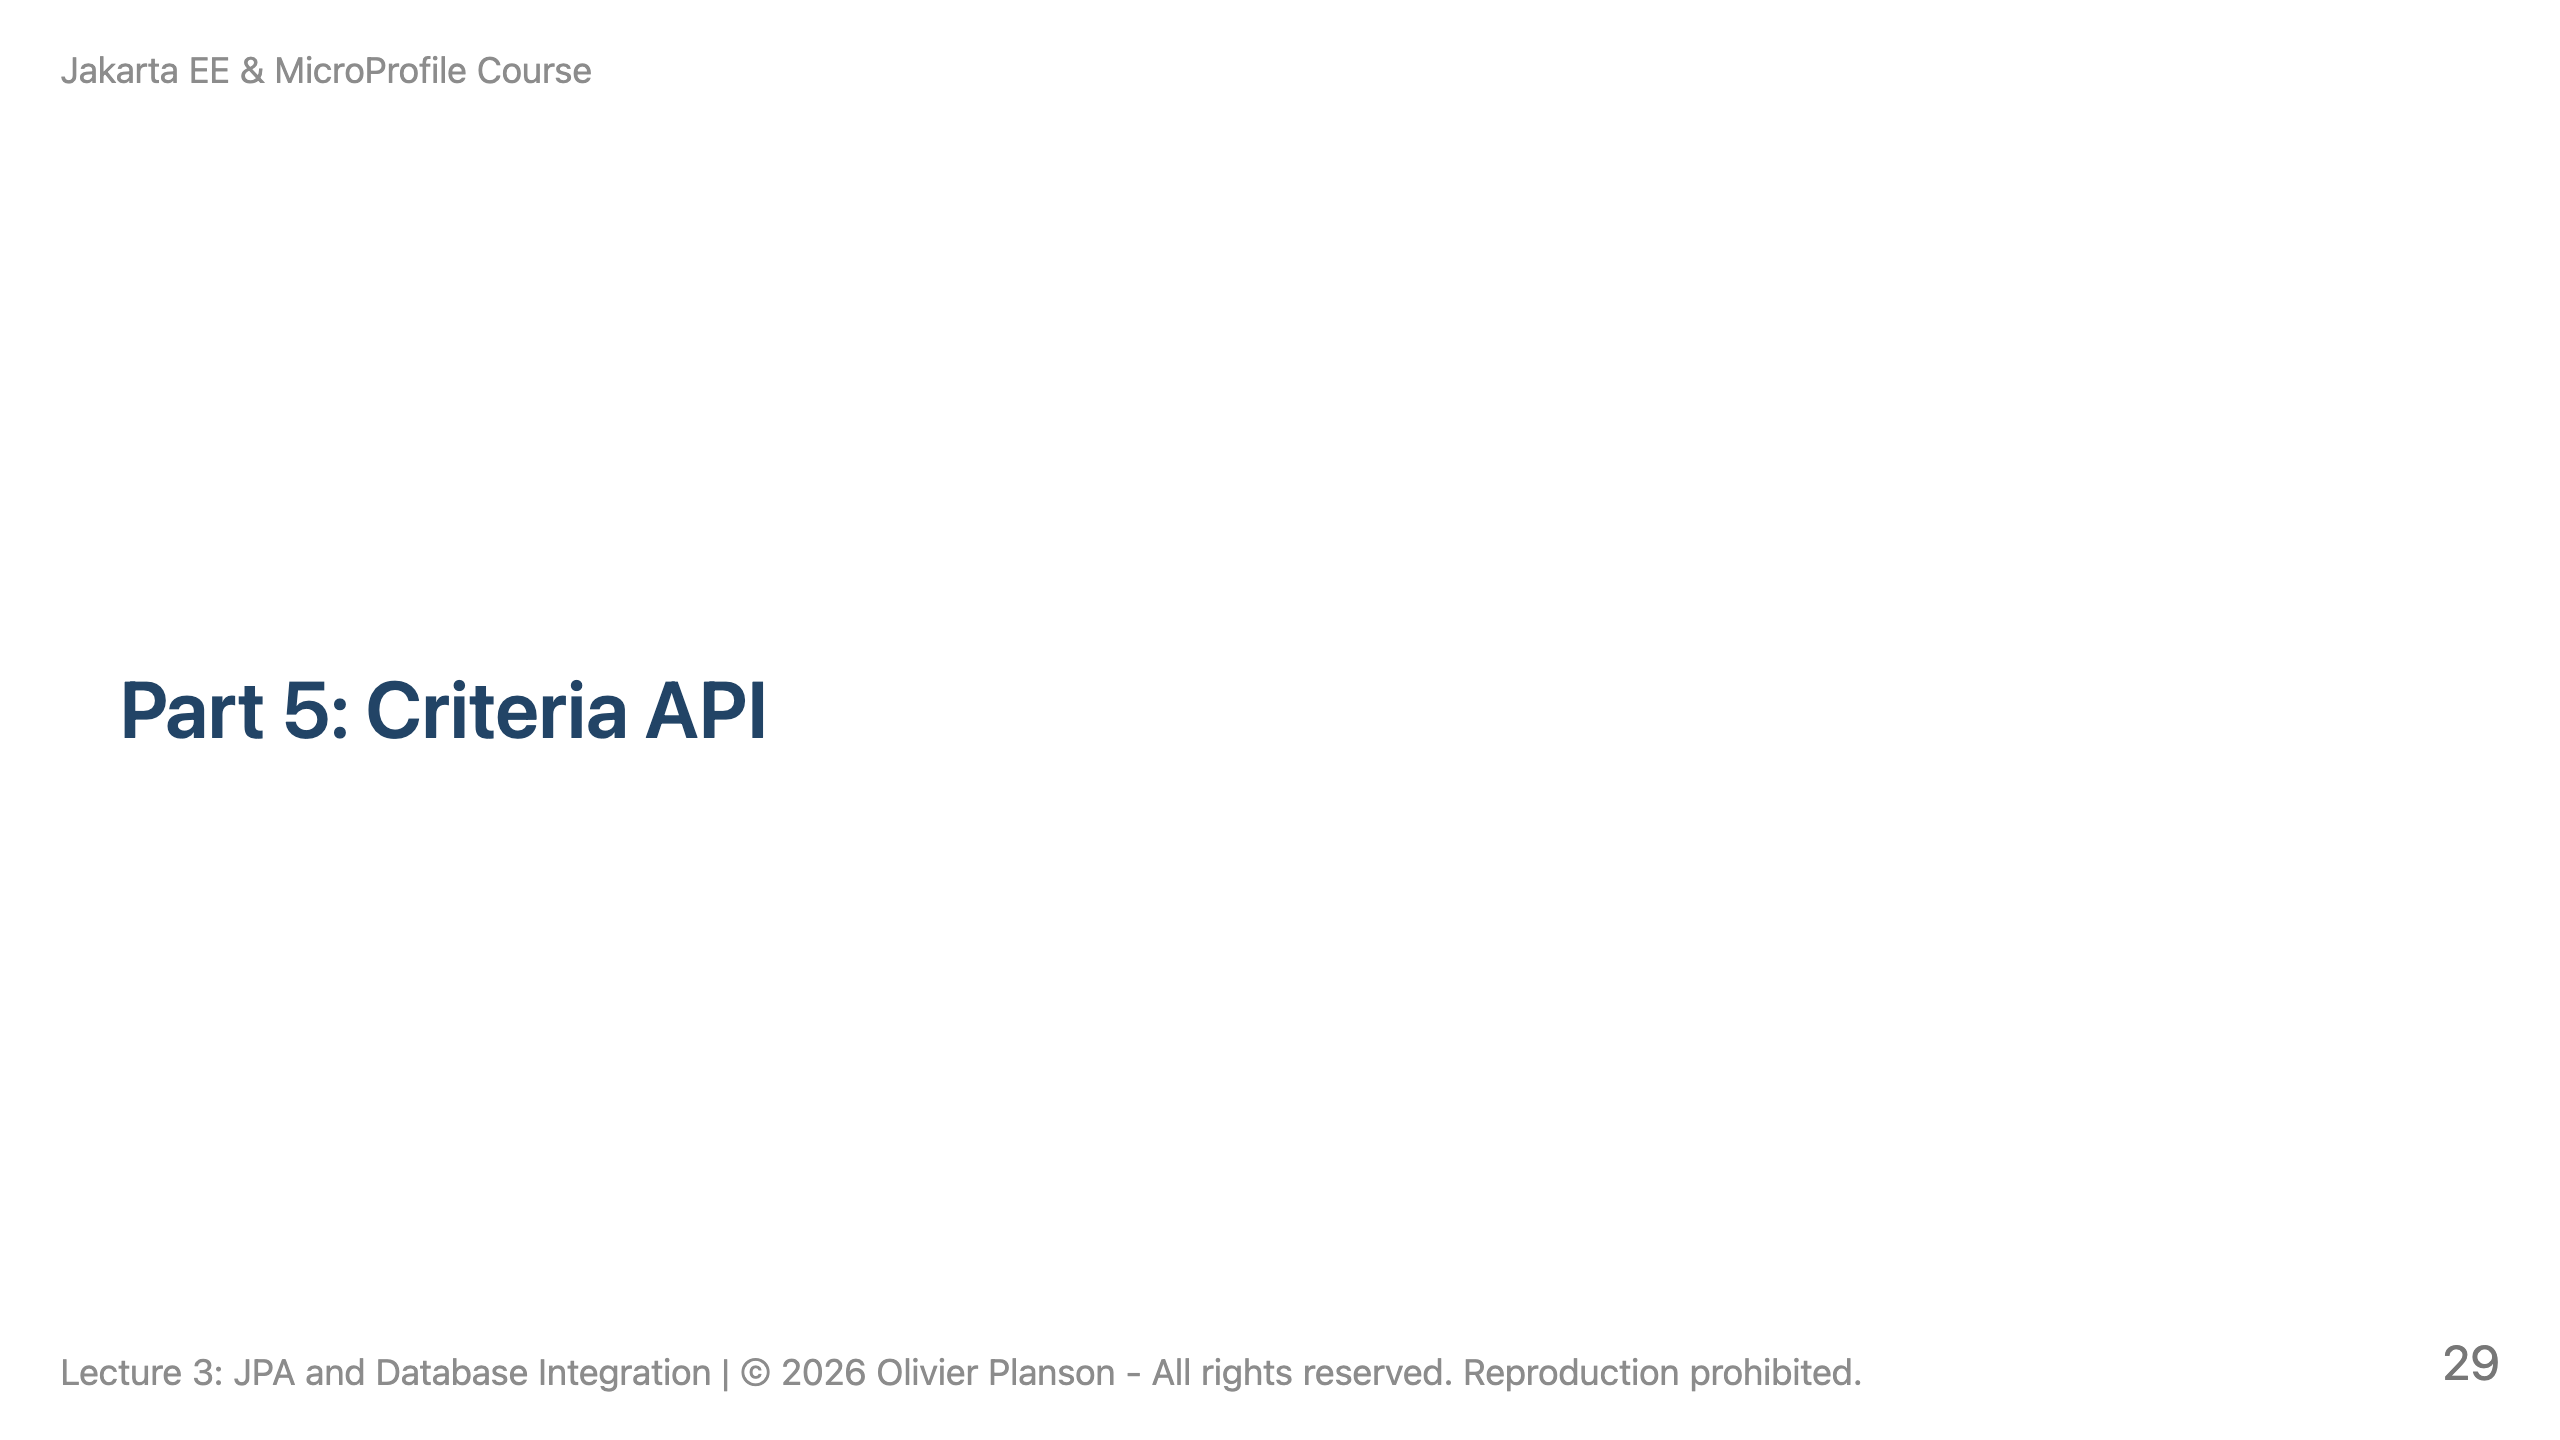 Jakarta EE & MicroProfile Course
Part 5: Criteria API
Lecture 3: JPA and Database Integration | © 2026 Olivier Planson - All rights reserved. Reproduction prohibited.
29